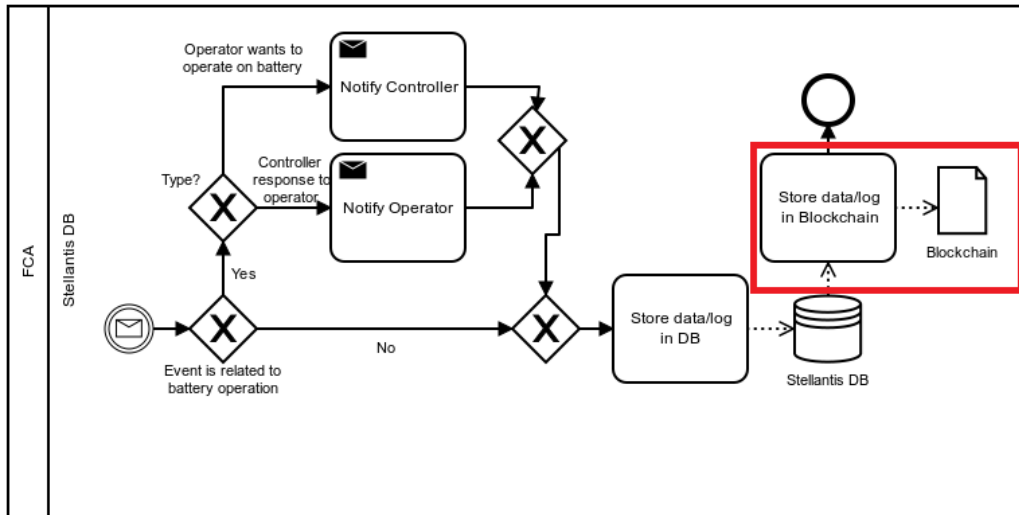 FCA
Stellantis DB
Operator wants to
operate on battery
Notify Controller
Type?
Controller
response to
operator
Notify Operator
Yes
No
Event is related to
battery operation
Store data/log
in DB
Stellantis DB
Store data/log
in Blockchain
Blockchain